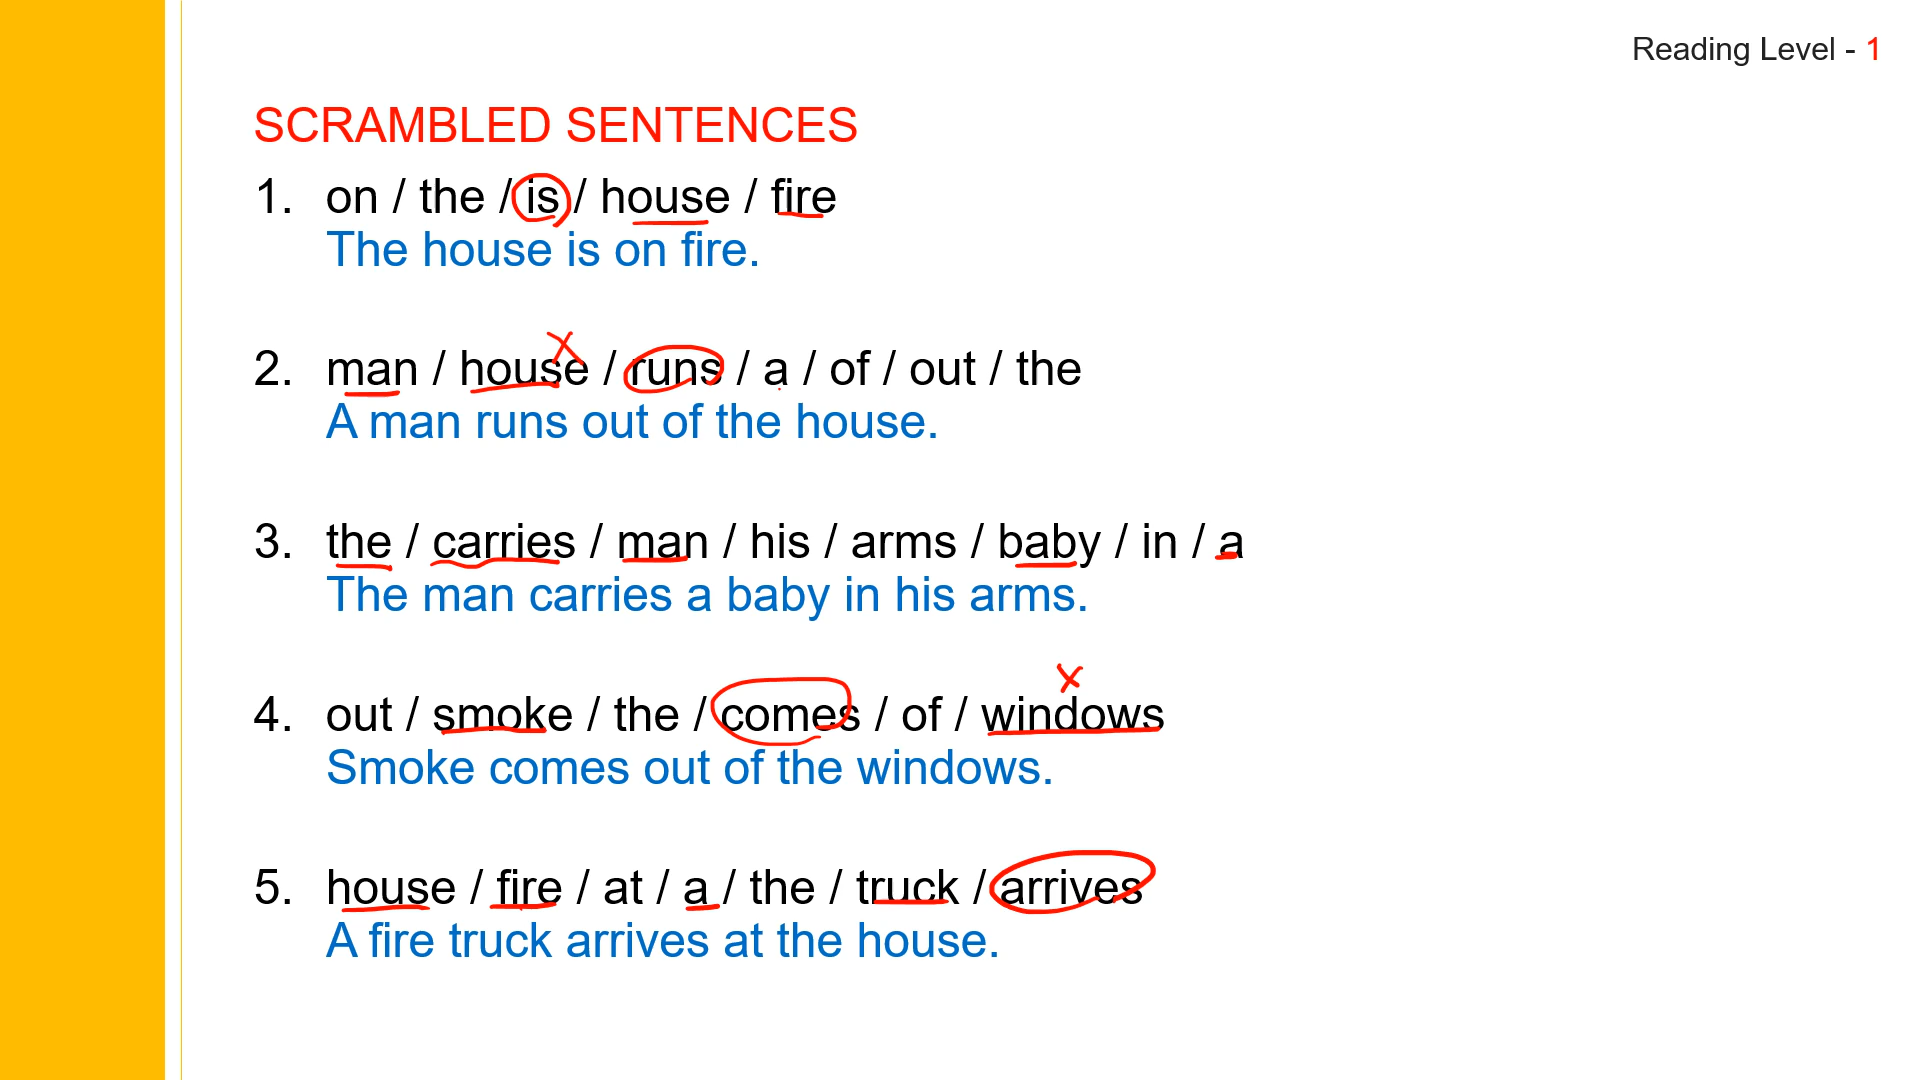 Reading Level - 1
SCRAMBLED SENTENCES
1. on / the / is / house / fire
The house is on fire.
2. man / house / runs / a / of / out / the
A man runs out of the house.
3. the / carries / man / his / arms / baby / in / a
The man carries a baby in his arms.
4. out / smoke / the / comes / of / windows
Smoke comes out of the windows.
5. house / fire / at / a / the / truck / arrives
A fire truck arrives at the house.